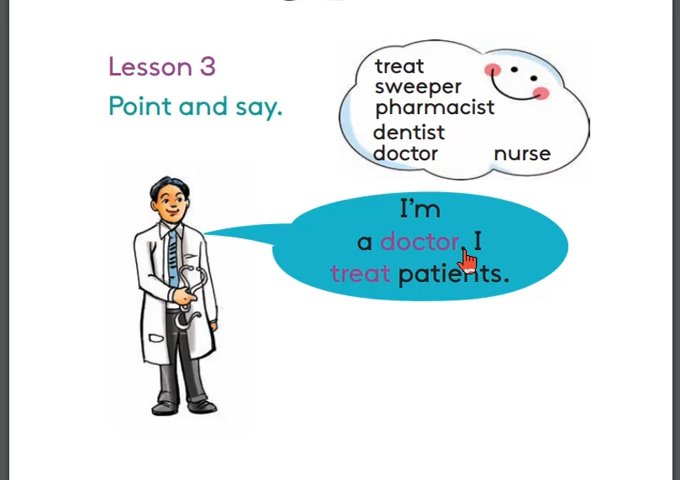 Lesson 3
Point and say.
treat
sweeper
pharmacist
dentist
doctor nurse
I'm
a doctor. I
treat patients.